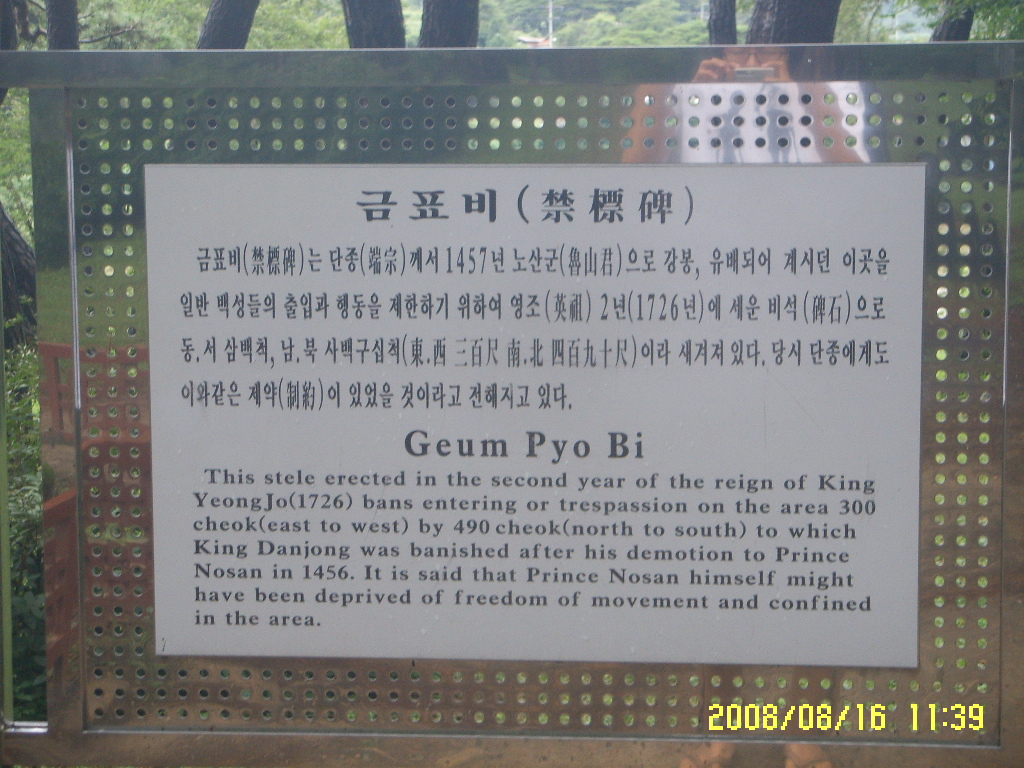 금표비(禁標碑)
금표비(禁標碑)는 단종(端宗)께서 1457년 노산군(魯山君)으로 강봉, 유배되어 계시던 이곳을
일반 백성들의 출입과 행동을 제한하기 위하여 영조(英祖) 2년(1726년)에 세운 비석(碑石)으로
동.서 삼백척, 남.북 사백구십척(東.西 三百尺 南.北 四百九十尺)이라 새겨져 있다. 당시 단종에게도
이와같은 제약(制約)이 있었을 것이라고 전해지고 있다.
Geum Pyo Bi
This stele erected in the second year of the reign of King
YeongJo(1726) bans entering or trespassion on the area 300
cheok(east to west) by 490 cheok(north to south) to which
King Danjong was banished after his demotion to Prince
Nosan in 1456. It is said that Prince Nosan himself might
have been deprived of freedom of movement and confined
in the area.
2008/08/16 11:39